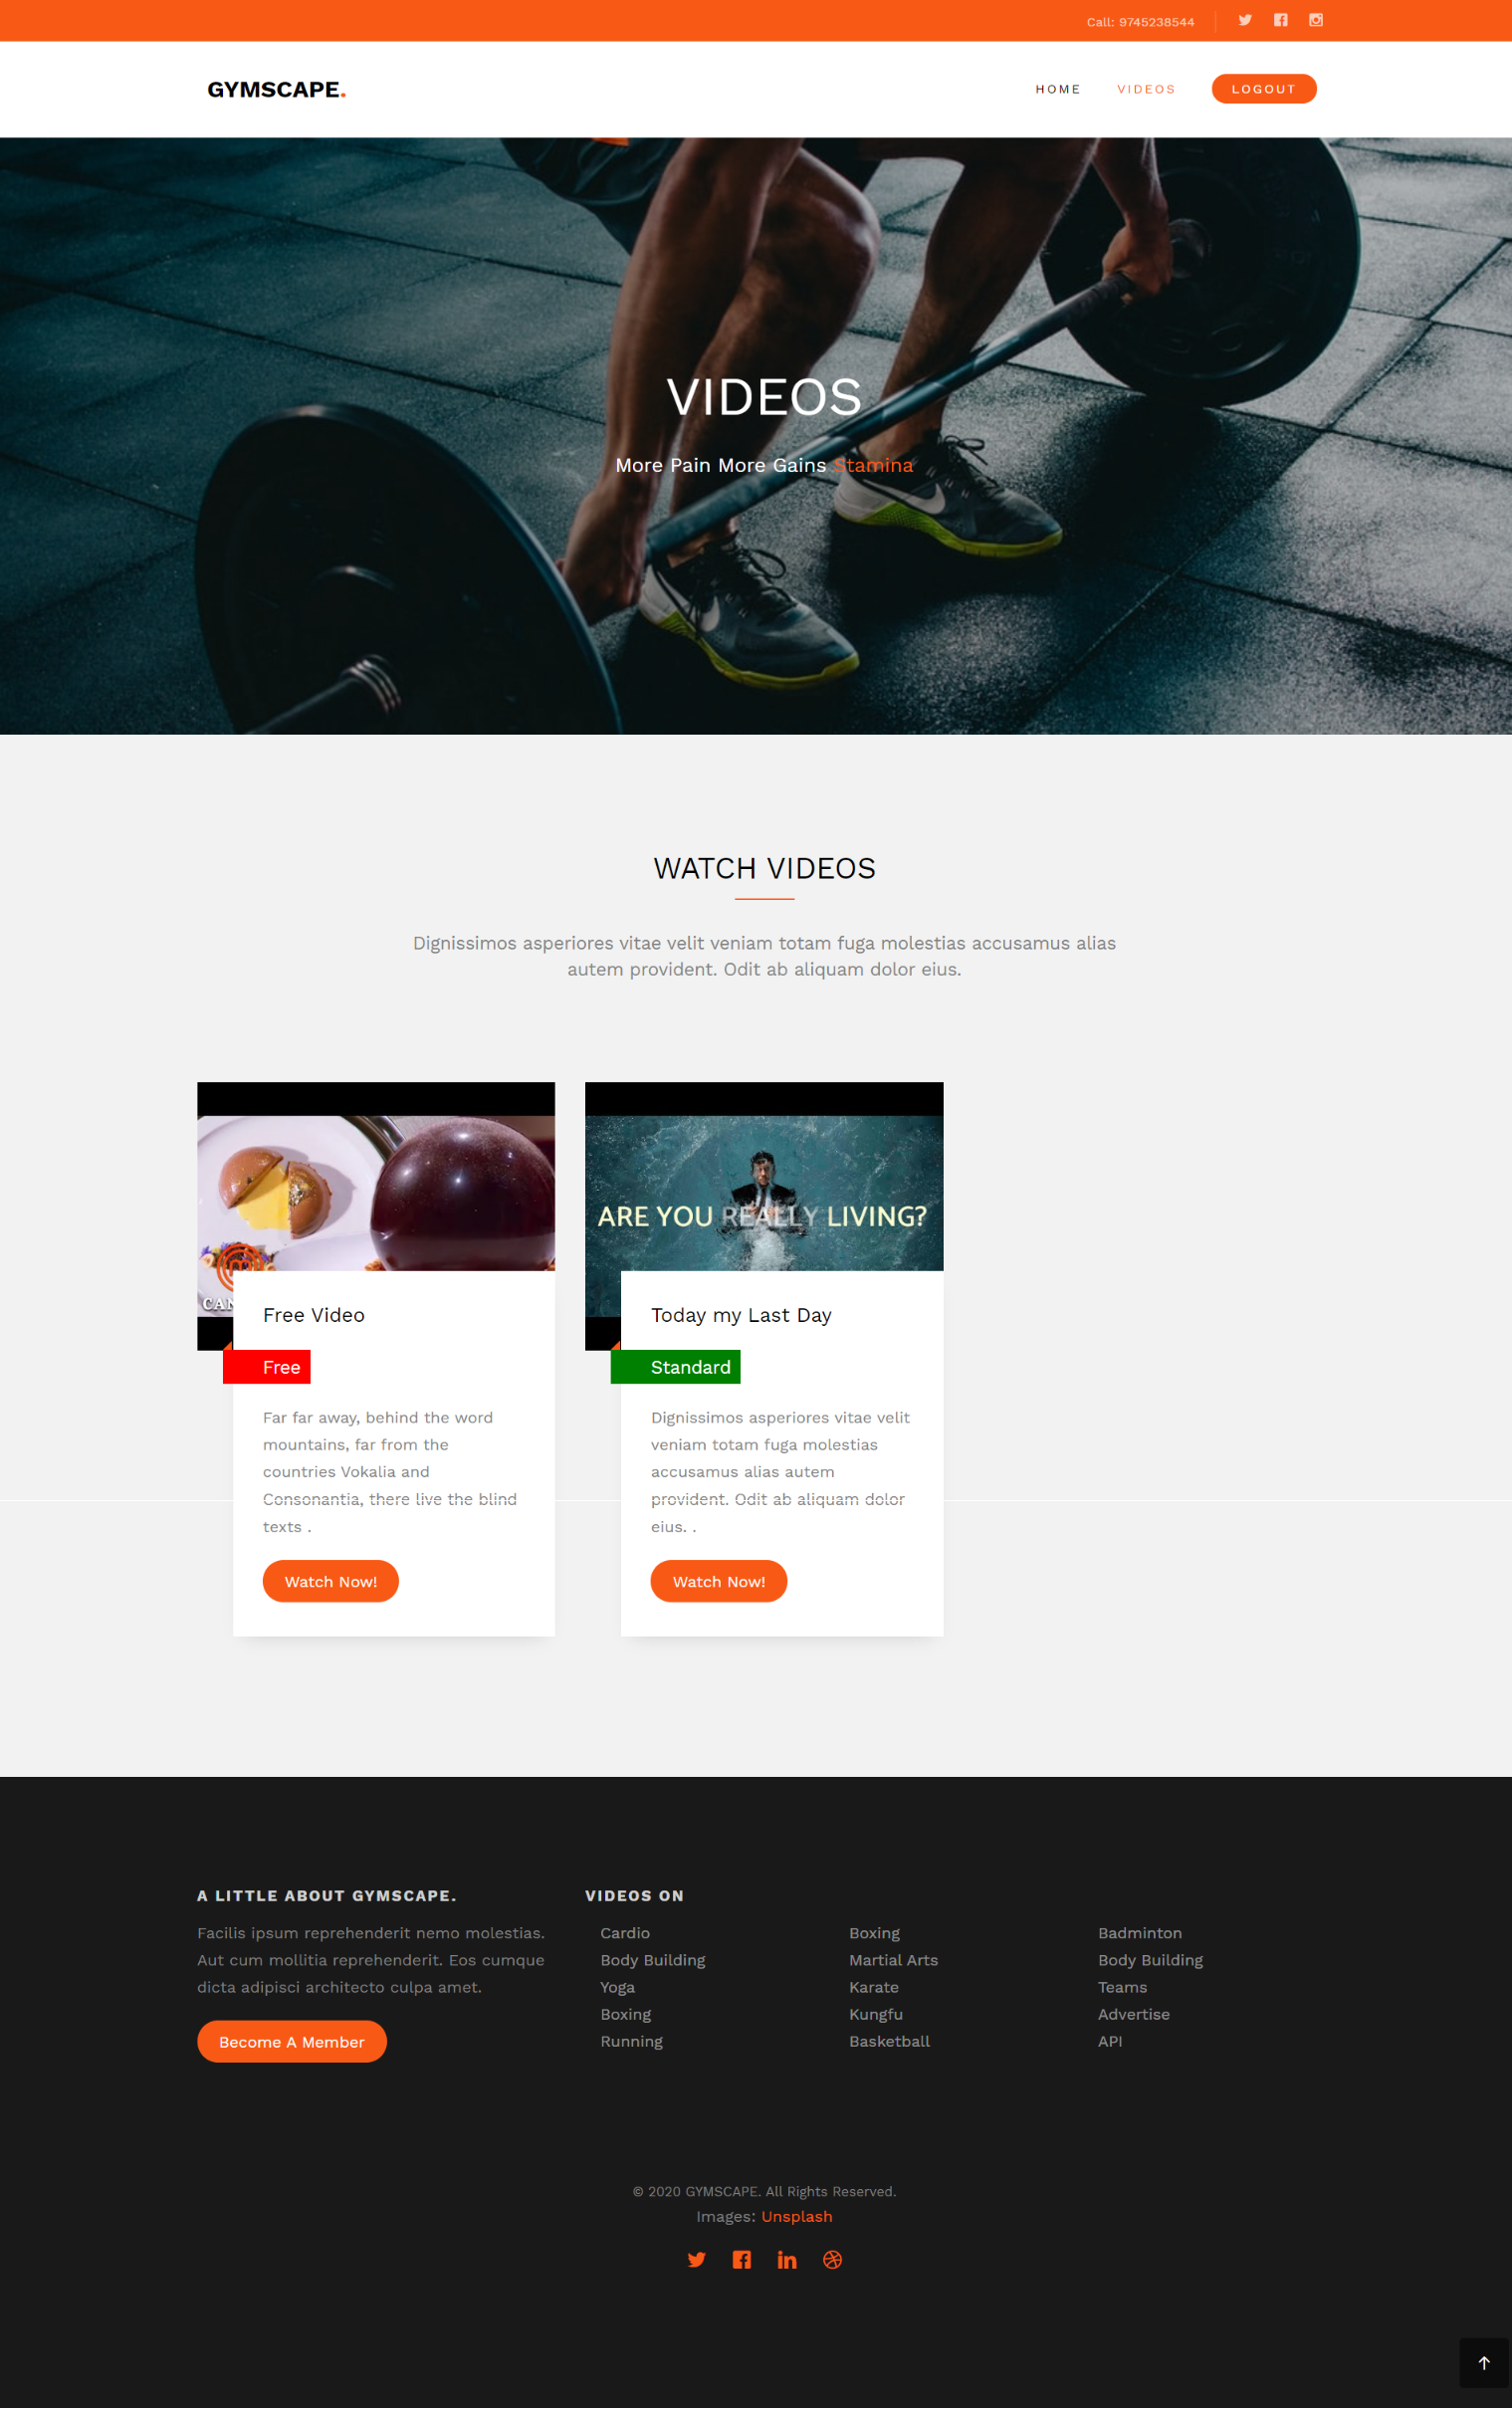 Call: 9745238544
GYMSCAPE.
HOME VIDEOS LOGOUT
VIDEOS
More Pain More Gains Stamina
WATCH VIDEOS
Dignissimos asperiores vitae velit veniam totam fuga molestias accusamus alias
autem provident. Odit ab aliquam dolor eius.
ARE YOU REALLY LIVING?
Free Video
Free
Far far away, behind the word
mountains, far from the
countries Vokalia and
Consonantia, there live the blind
texts .
Watch Now!
Today my Last Day
Standard
Dignissimos asperiores vitae velit
veniam totam fuga molestias
accusamus alias autem
provident. Odit ab aliquam dolor
eius. .
Watch Now!
A LITTLE ABOUT GYMSCAPE.
Facilis ipsum reprehenderit nemo molestias.
Aut cum mollitia reprehenderit. Eos cumque
dicta adipisci architecto culpa amet.
Become A Member
VIDEOS ON
Cardio
Body Building
Yoga
Boxing
Running
Boxing
Martial Arts
Karate
Kungfu
Basketball
Badminton
Body Building
Teams
Advertise
API
© 2020 GYMSCAPE. All Rights Reserved.
Images: Unsplash